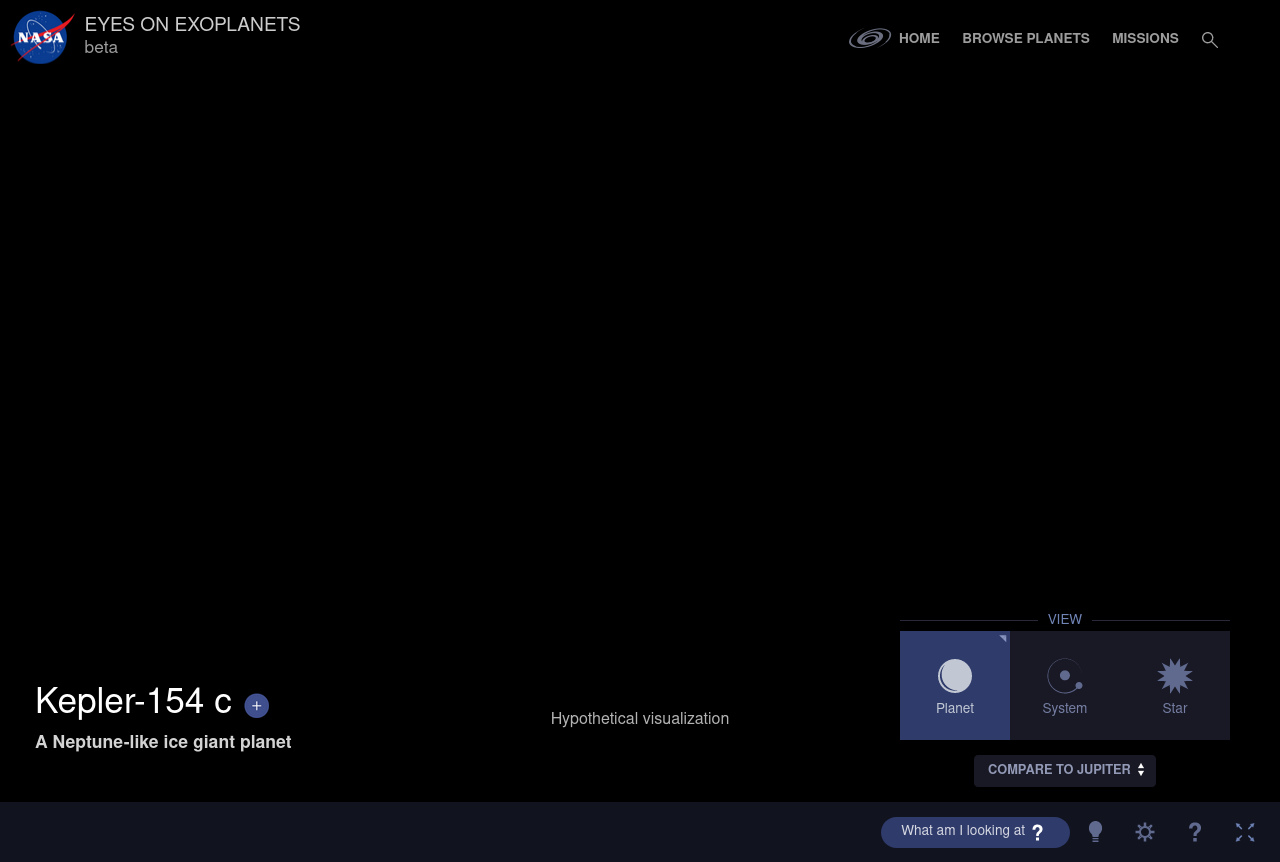 NASA
EYES ON EXOPLANETS
beta
HOME
BROWSE PLANETS
MISSIONS
VIEW
Planet
System
Star
Kepler-154 c +
A Neptune-like ice giant planet
Hypothetical visualization
COMPARE TO JUPITER
What am I looking at ?
?